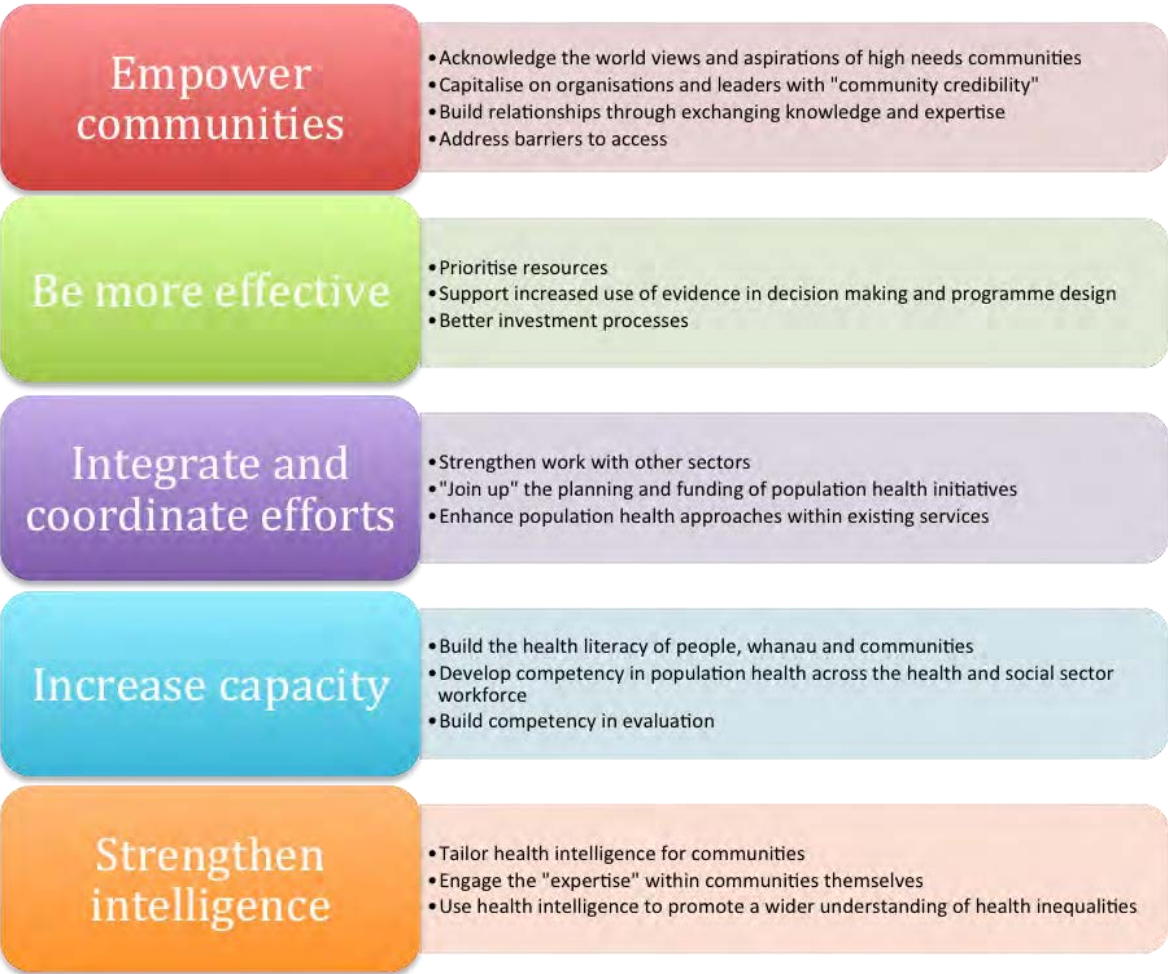 Empower
communities
•Acknowledge the world views and aspirations of high needs communities
•Capitalise on organisations and leaders with "community credibility"
•Build relationships through exchanging knowledge and expertise
•Address barriers to access
Be more effective
•Prioritise resources
•Support increased use of evidence in decision making and programme design
•Better investment processes
Integrate and
coordinate efforts
•Strengthen work with other sectors
•"Join up" the planning and funding of population health initiatives
•Enhance population health approaches within existing services
Increase capacity
•Build the health literacy of people, whanau and communities
•Develop competency in population health across the health and social sector
workforce
•Build competency in evaluation
Strengthen
intelligence
•Tailor health intelligence for communities
•Engage the "expertise" within communities themselves
•Use health intelligence to promote a wider understanding of health inequalities